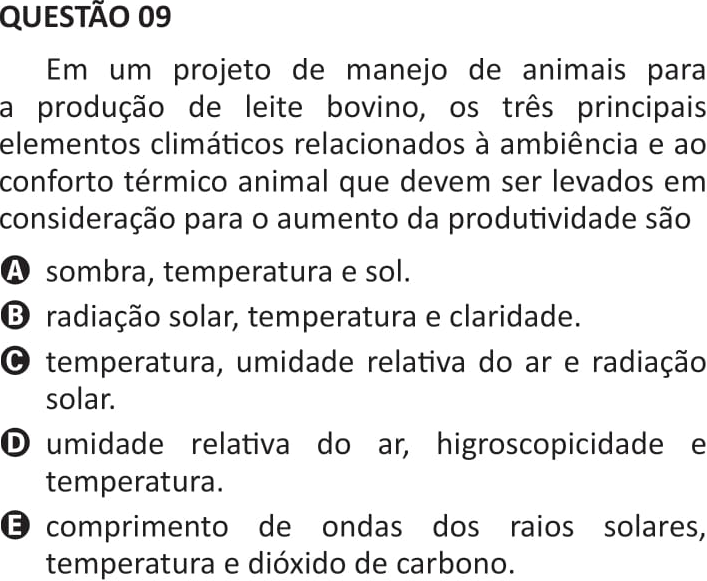 QUESTÃO 09
Em um projeto de manejo de animais para
a produção de leite bovino, os três principais
elementos climáticos relacionados à ambiência e ao
conforto térmico animal que devem ser levados em
consideração para o aumento da produtividade são
A sombra, temperatura e sol.
B radiação solar, temperatura e claridade.
C temperatura, umidade relativa do ar e radiação
solar.
D umidade relativa do ar, higroscopicidade e
temperatura.
E comprimento de ondas dos raios solares,
temperatura e dióxido de carbono.